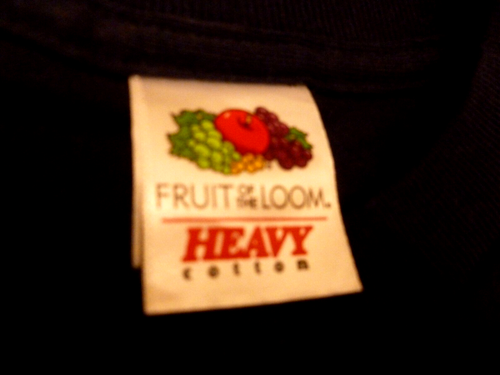 FRUIT OF THE LOOM.
HEAVY
cotton